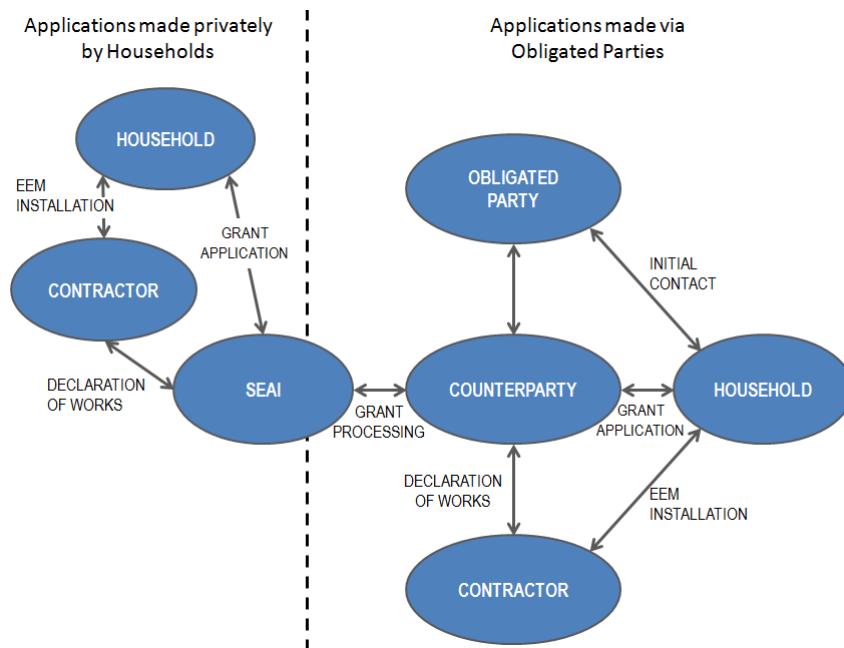 Applications made privately
by Households
Applications made via
Obligated Parties
HOUSEHOLD
EEM
INSTALLATION
GRANT
APPLICATION
CONTRACTOR
DECLARATION
OF WORKS
SEAI
GRANT
PROCESSING
OBLIGATED
PARTY
INITIAL
CONTACT
COUNTERPARTY
HOUSEHOLD
GRANT
APPLICATION
DECLARATION
OF WORKS
EEM
INSTALLATION
CONTRACTOR